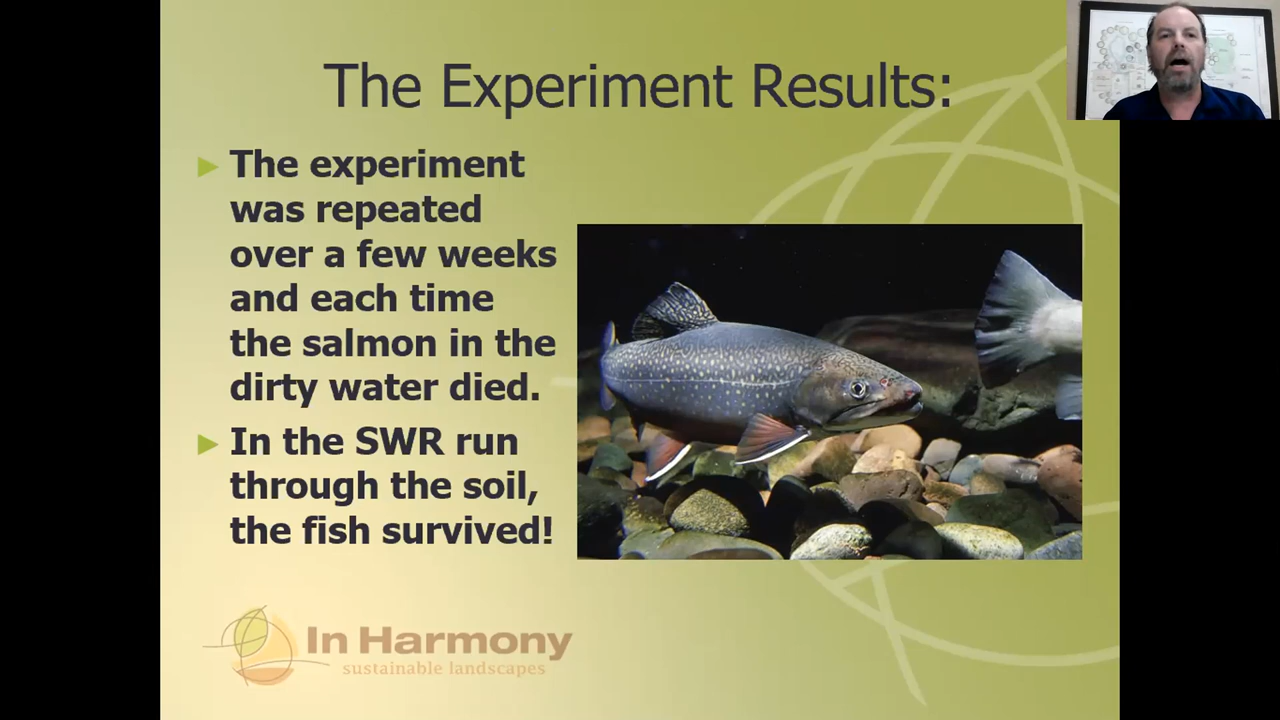 The Experiment Results:
The experiment
was repeated
over a few weeks
and each time
the salmon in the
dirty water died.
In the SWR run
through the soil,
the fish survived!
In Harmony
sustainable landscapes